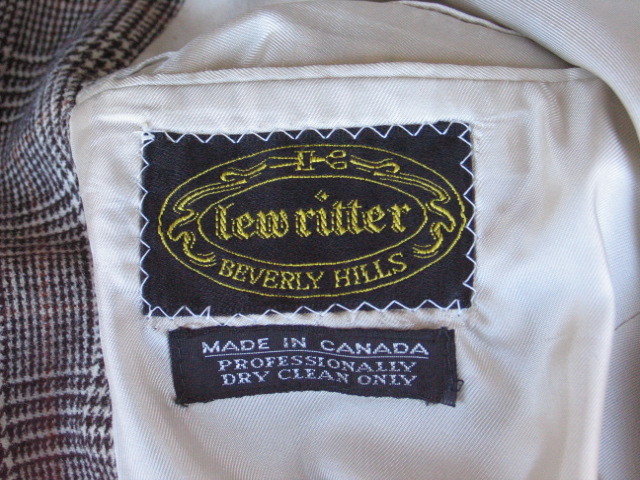 lew ritter
BEVERLY HILLS
MADE IN CANADA
PROFESSIONALLY
DRY CLEAN ONLY